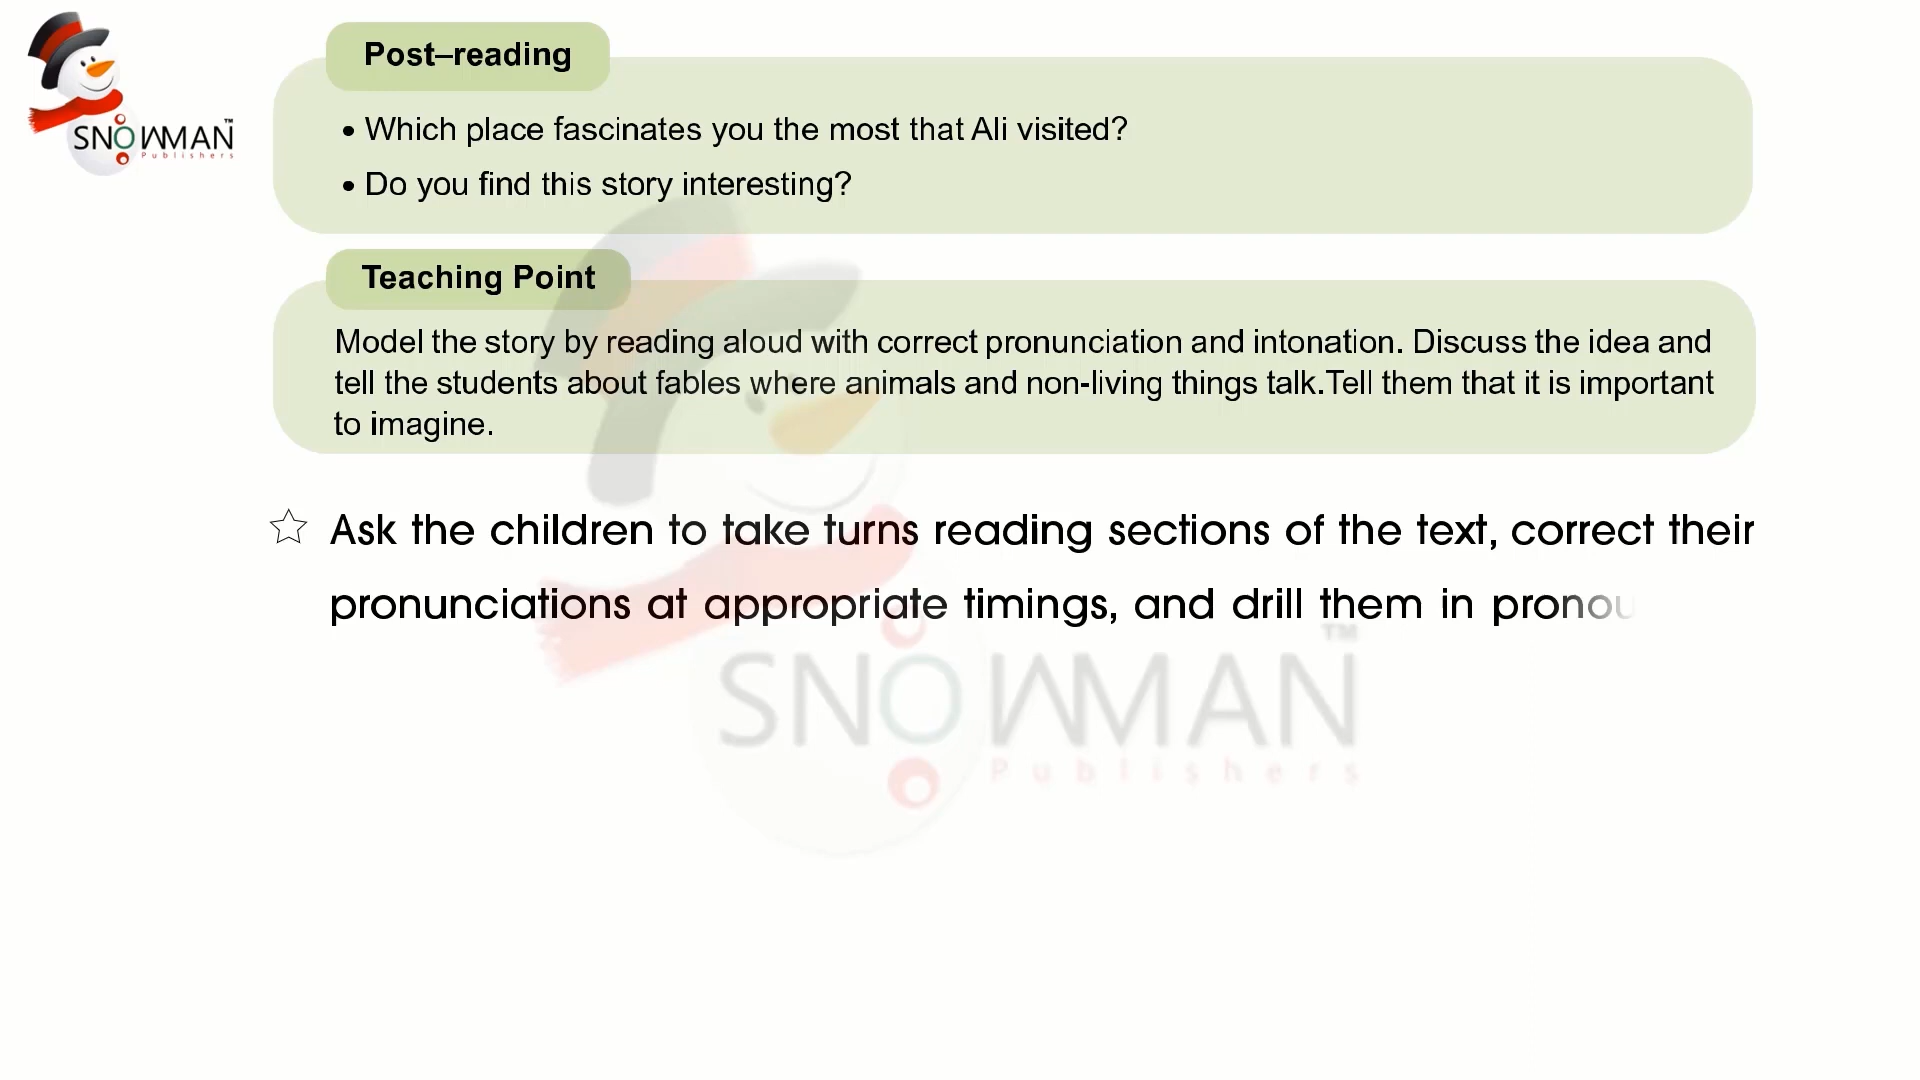 SNOWMAN
Publishers
TM
Post–reading
• Which place fascinates you the most that Ali visited?
• Do you find this story interesting?
Teaching Point
Model the story by reading aloud with correct pronunciation and intonation. Discuss the idea and
tell the students about fables where animals and non-living things talk.Tell them that it is important
to imagine.
☆ Ask the children to take turns reading sections of the text, correct their
pronunciations at appropriate timings, and drill them in pronou
TM
SNOWMAN
Publishers